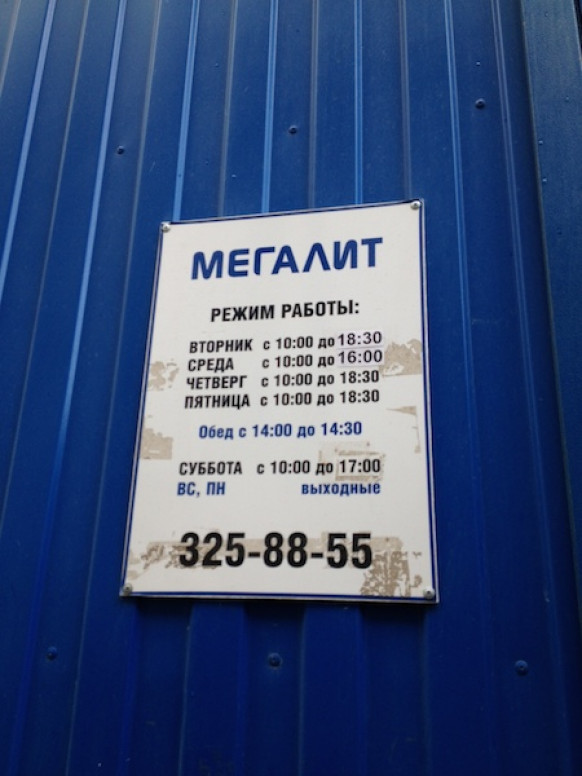 МЕГАЛИТ
РЕЖИМ РАБОТЫ:
ВТОРНИК с 10:00 до 18:30
СРЕДА с 10:00 до 16:00
ЧЕТВЕРГ с 10:00 до 18:30
ПЯТНИЦА с 10:00 до 18:30
Обед с 14:00 до 14:30
СУББОТА с 10:00 до 17:00
ВС, ПН выходные
325-88-55